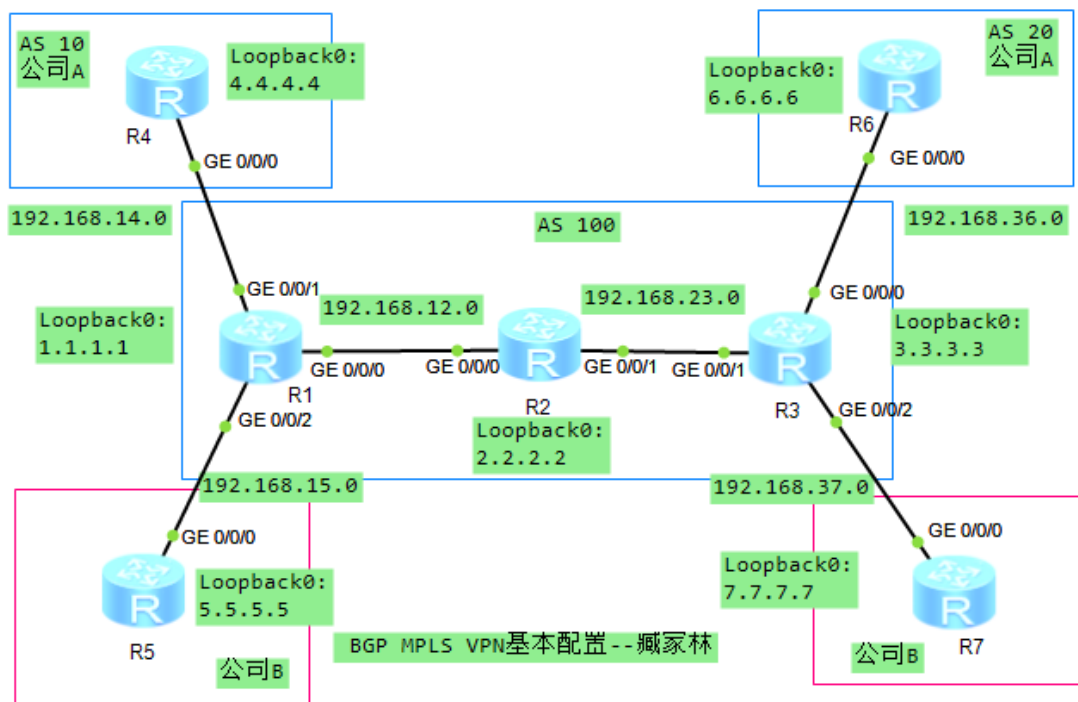 AS 10
公司A
Loopback0:
4.4.4.4
R
R4
GE 0/0/0
192.168.14.0
AS 20
公司A
Loopback0:
6.6.6.6
R
R6
GE 0/0/0
192.168.36.0
AS 100
GE 0/0/1
192.168.12.0
192.168.23.0
GE 0/0/0
Loopback0:
1.1.1.1
R
R1
GE 0/0/0
GE 0/0/0
R
R2
GE 0/0/1
GE 0/0/1
R
R3
Loopback0:
3.3.3.3
GE 0/0/2
GE 0/0/2
Loopback0:
2.2.2.2
192.168.15.0
192.168.37.0
GE 0/0/0
R
R5
Loopback0:
5.5.5.5
公司B
BGP MPLS VPN基本配置--臧家林
GE 0/0/0
Loopback0:
7.7.7.7
R
R7
公司B